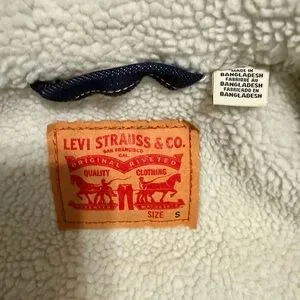 MADE IN
BANGLADESH
FABRIQUÉ AU
BANGLADESH
FABRICADO EN
BANGLADESH
LEVI STRAUSS & CO.
SAN FRANCISCO
CAL.
ORIGINAL RIVETED
QUALITY CLOTHING
SIZE S